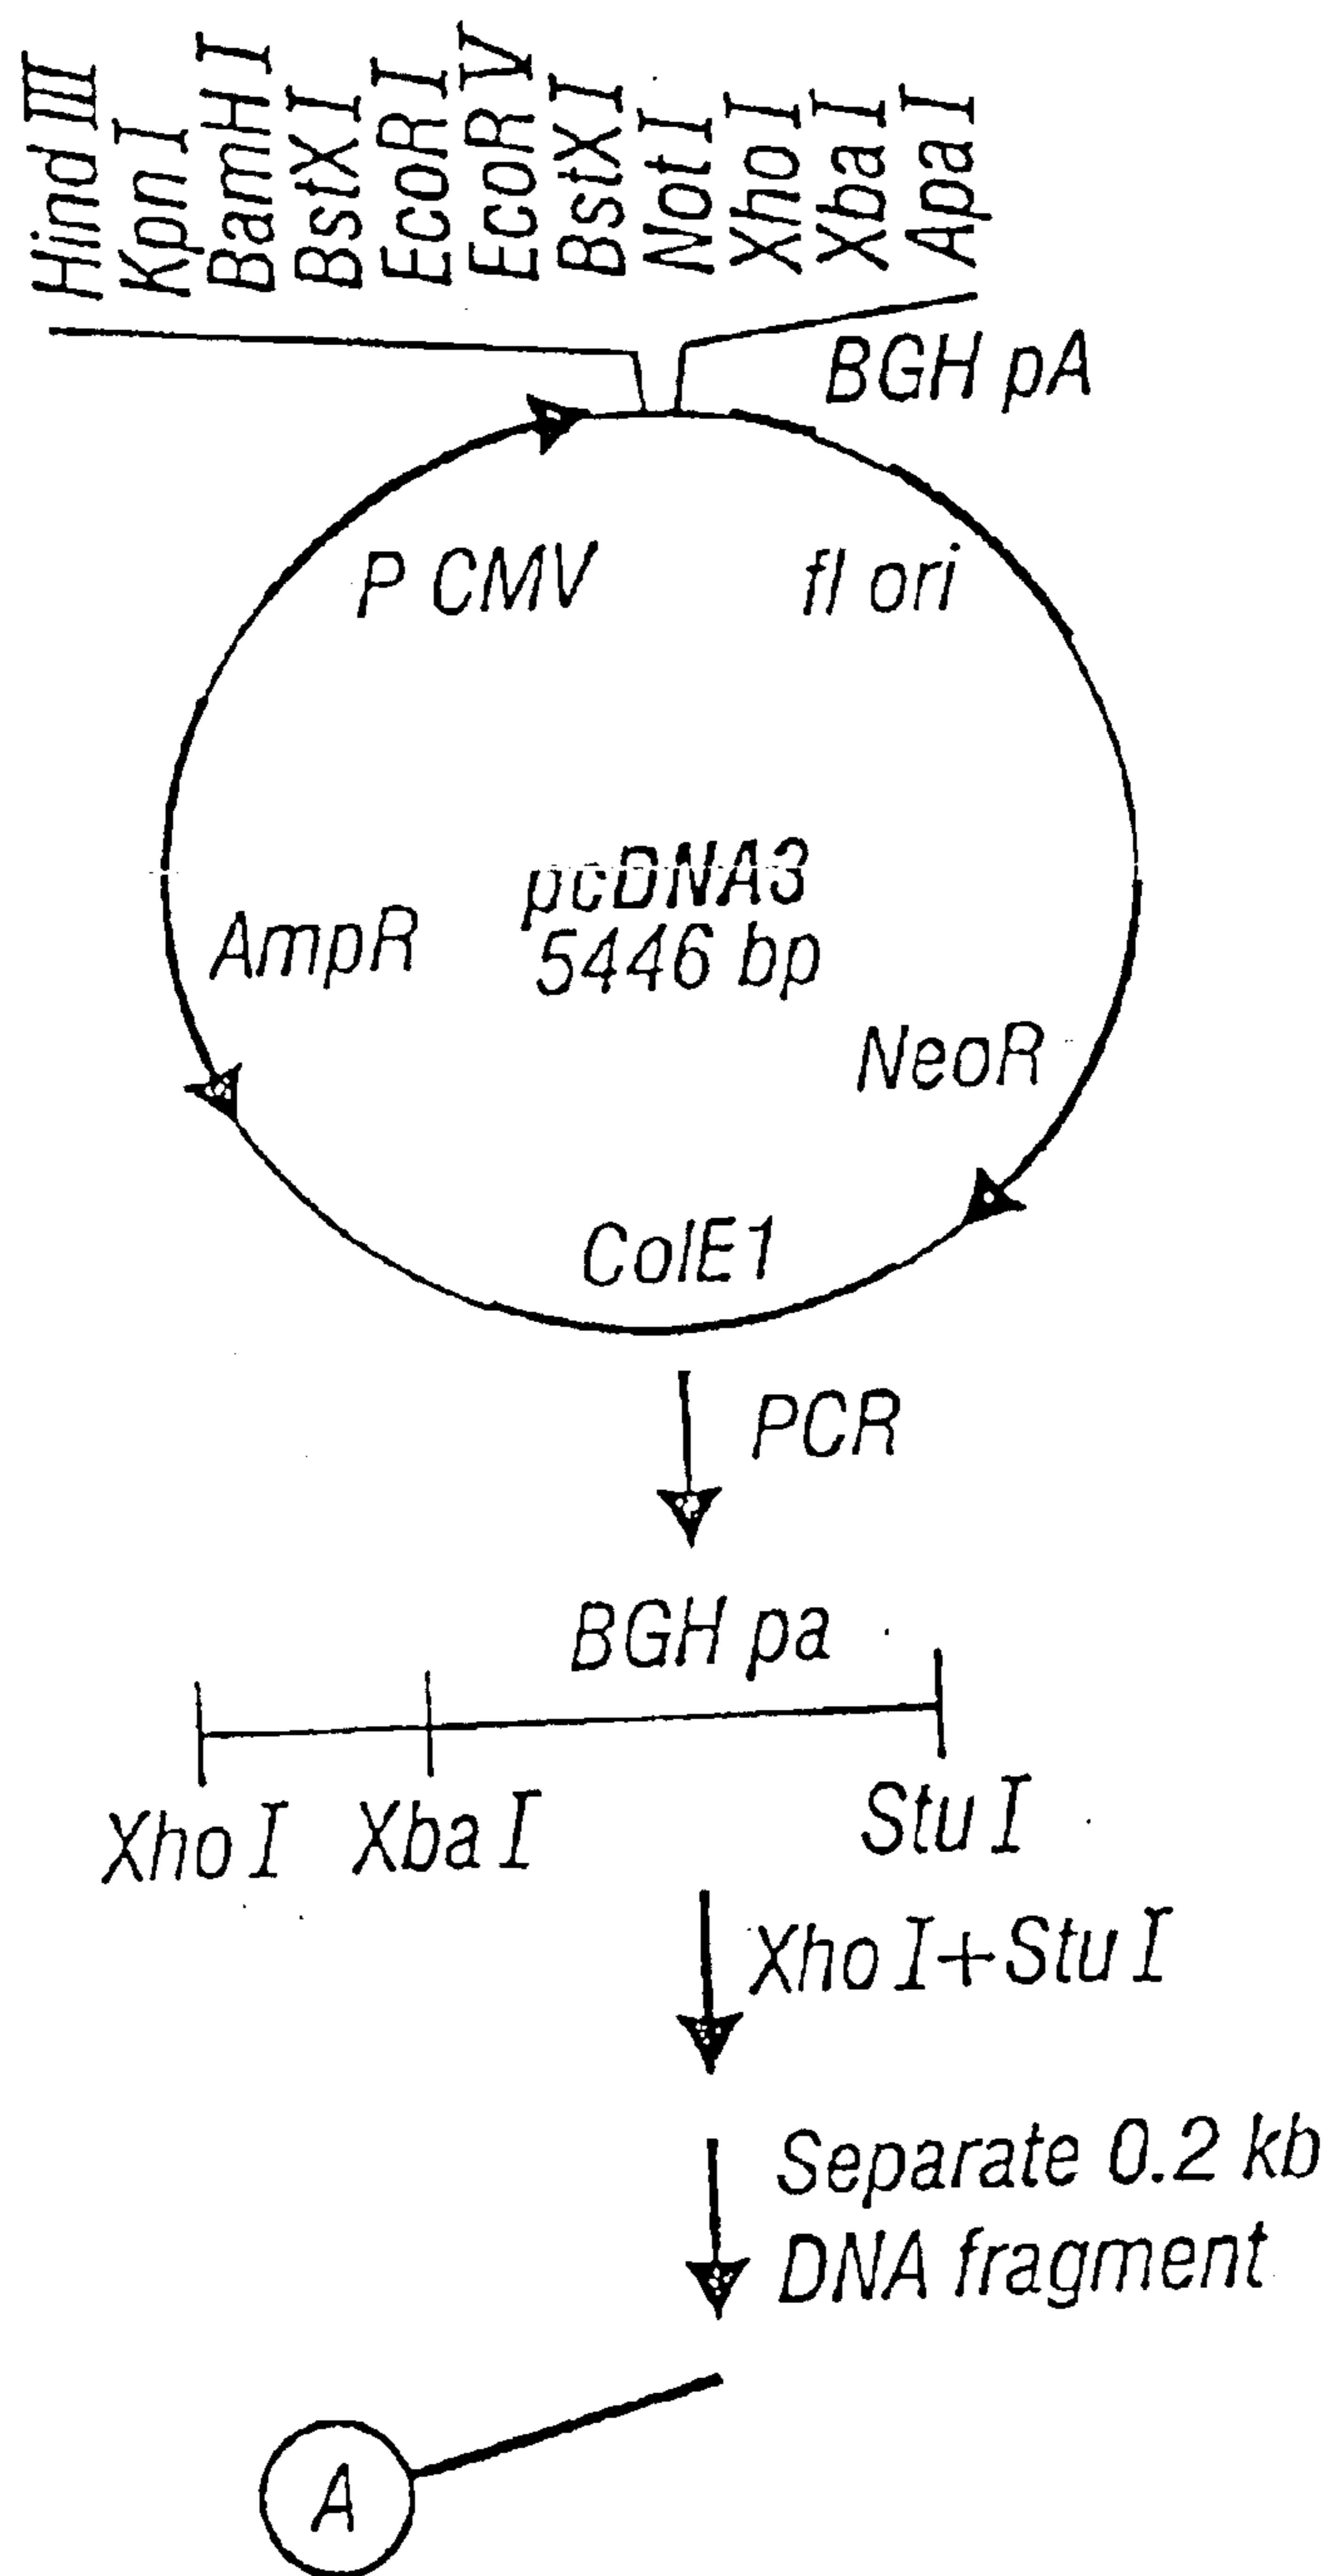 Hind III
Kpn I
BamH I
BstX I
EcoR I
EcoR V
BstX I
Not I
Xho I
Xba I
Apa I
BGH pA
P CMV
fl ori
pcDNA3
5446 bp
AmpR
NeoR
ColE1
PCR
BGH pa
Xho I
Xba I
Stu I
Xho I+Stu I
Separate 0.2 kb
DNA fragment
A